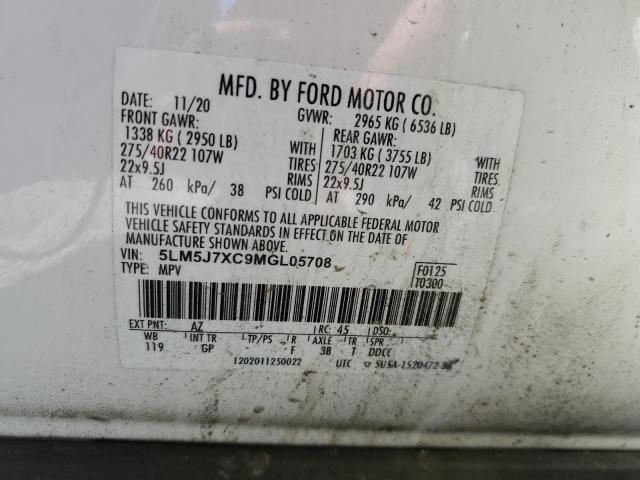 MFD. BY FORD MOTOR CO.
DATE: 11/20 GVWR: 2965 KG ( 6536 LB)
FRONT GAWR: REAR GAWR:
1338 KG ( 2950 LB) WITH 1703 KG ( 3755 LB) WITH
275/40R22 107W TIRES 275/40R22 107W TIRES
22x9.5J RIMS 22x9.5J RIMS
AT 260 kPa/ 38 PSI COLD AT 290 kPa/ 42 PSI COLD
THIS VEHICLE CONFORMS TO ALL APPLICABLE FEDERAL MOTOR
VEHICLE SAFETY STANDARDS IN EFFECT ON THE DATE OF
MANUFACTURE SHOWN ABOVE.
VIN: 5LM5J7XC9MGL05708
TYPE: MPV
F0125
T0300
EXT PNT: AZ RC: 45 DSO:
WB INT TR TP/PS R AXLE TR SPR
119 GP F 38 T DDCC
1202011250022 UTC